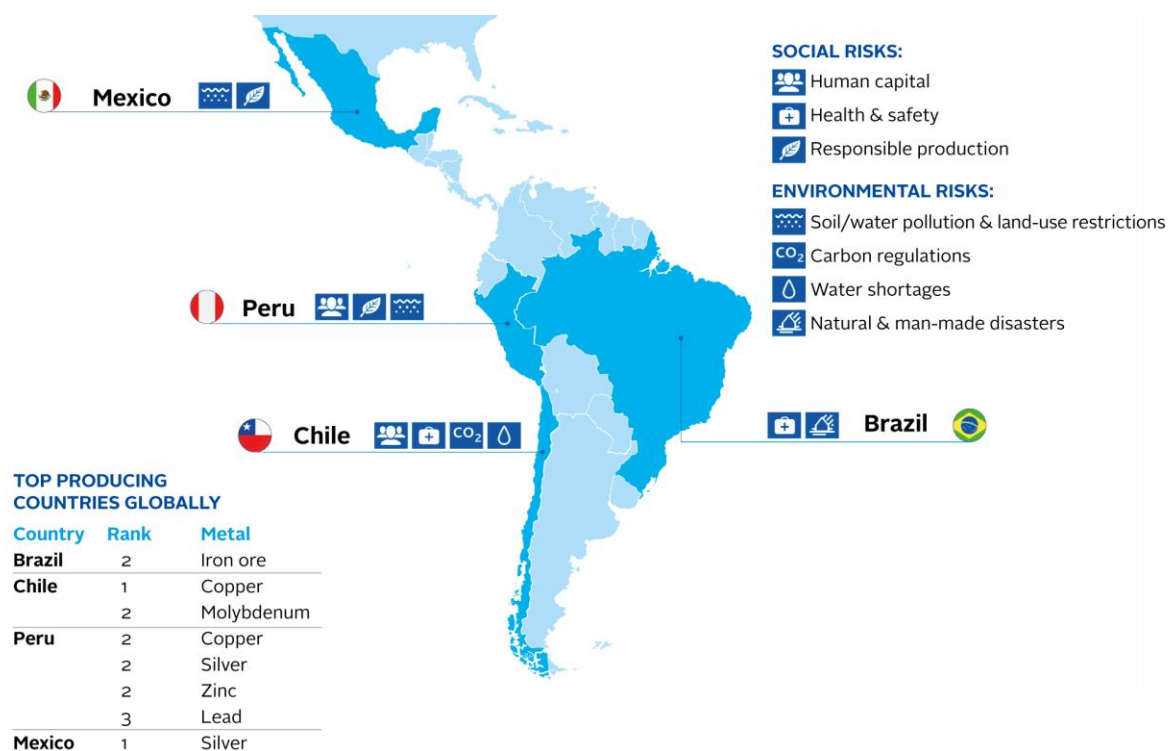 Mexico
Peru
Chile
CO₂
Brazil
SOCIAL RISKS:
Human capital
Health & safety
Responsible production
ENVIRONMENTAL RISKS:
Soil/water pollution & land-use restrictions
CO₂ Carbon regulations
Water shortages
Natural & man-made disasters
TOP PRODUCING
COUNTRIES GLOBALLY
Country Rank Metal
Brazil 2 Iron ore
Chile 1 Copper
2 Molybdenum
Peru 2 Copper
2 Silver
2 Zinc
3 Lead
Mexico 1 Silver